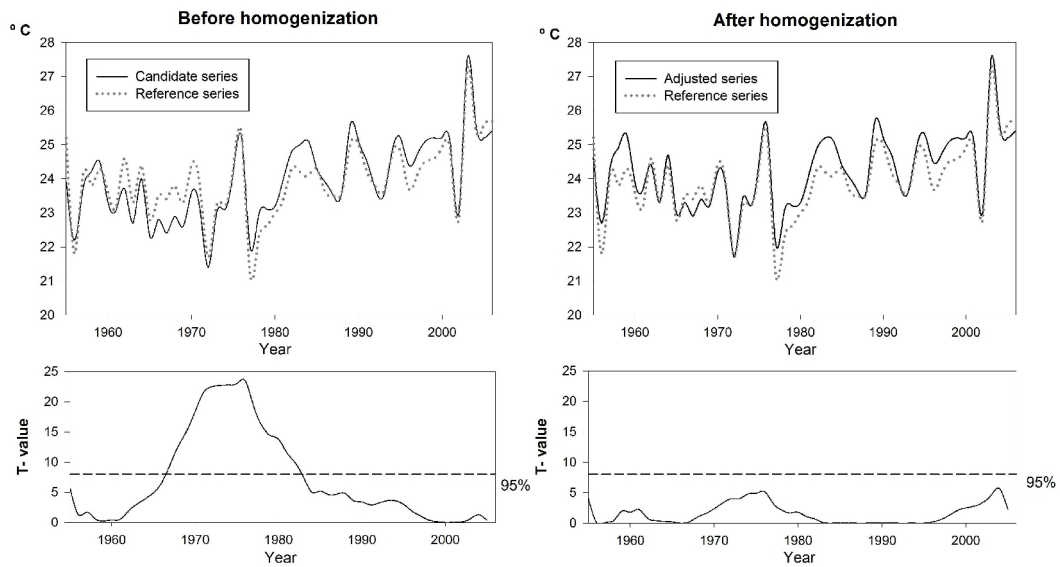 Before homogenization
º C
28
27
26
25
24
23
22
21
20
Candidate series
Reference series
1960 1970 1980 1990 2000
Year
25
20
15
10
5
0
T- value
95%
1960 1970 1980 1990 2000
Year
After homogenization
º C
28
27
26
25
24
23
22
21
20
Adjusted series
Reference series
1960 1970 1980 1990 2000
Year
25
20
15
10
5
0
T- value
95%
1960 1970 1980 1990 2000
Year